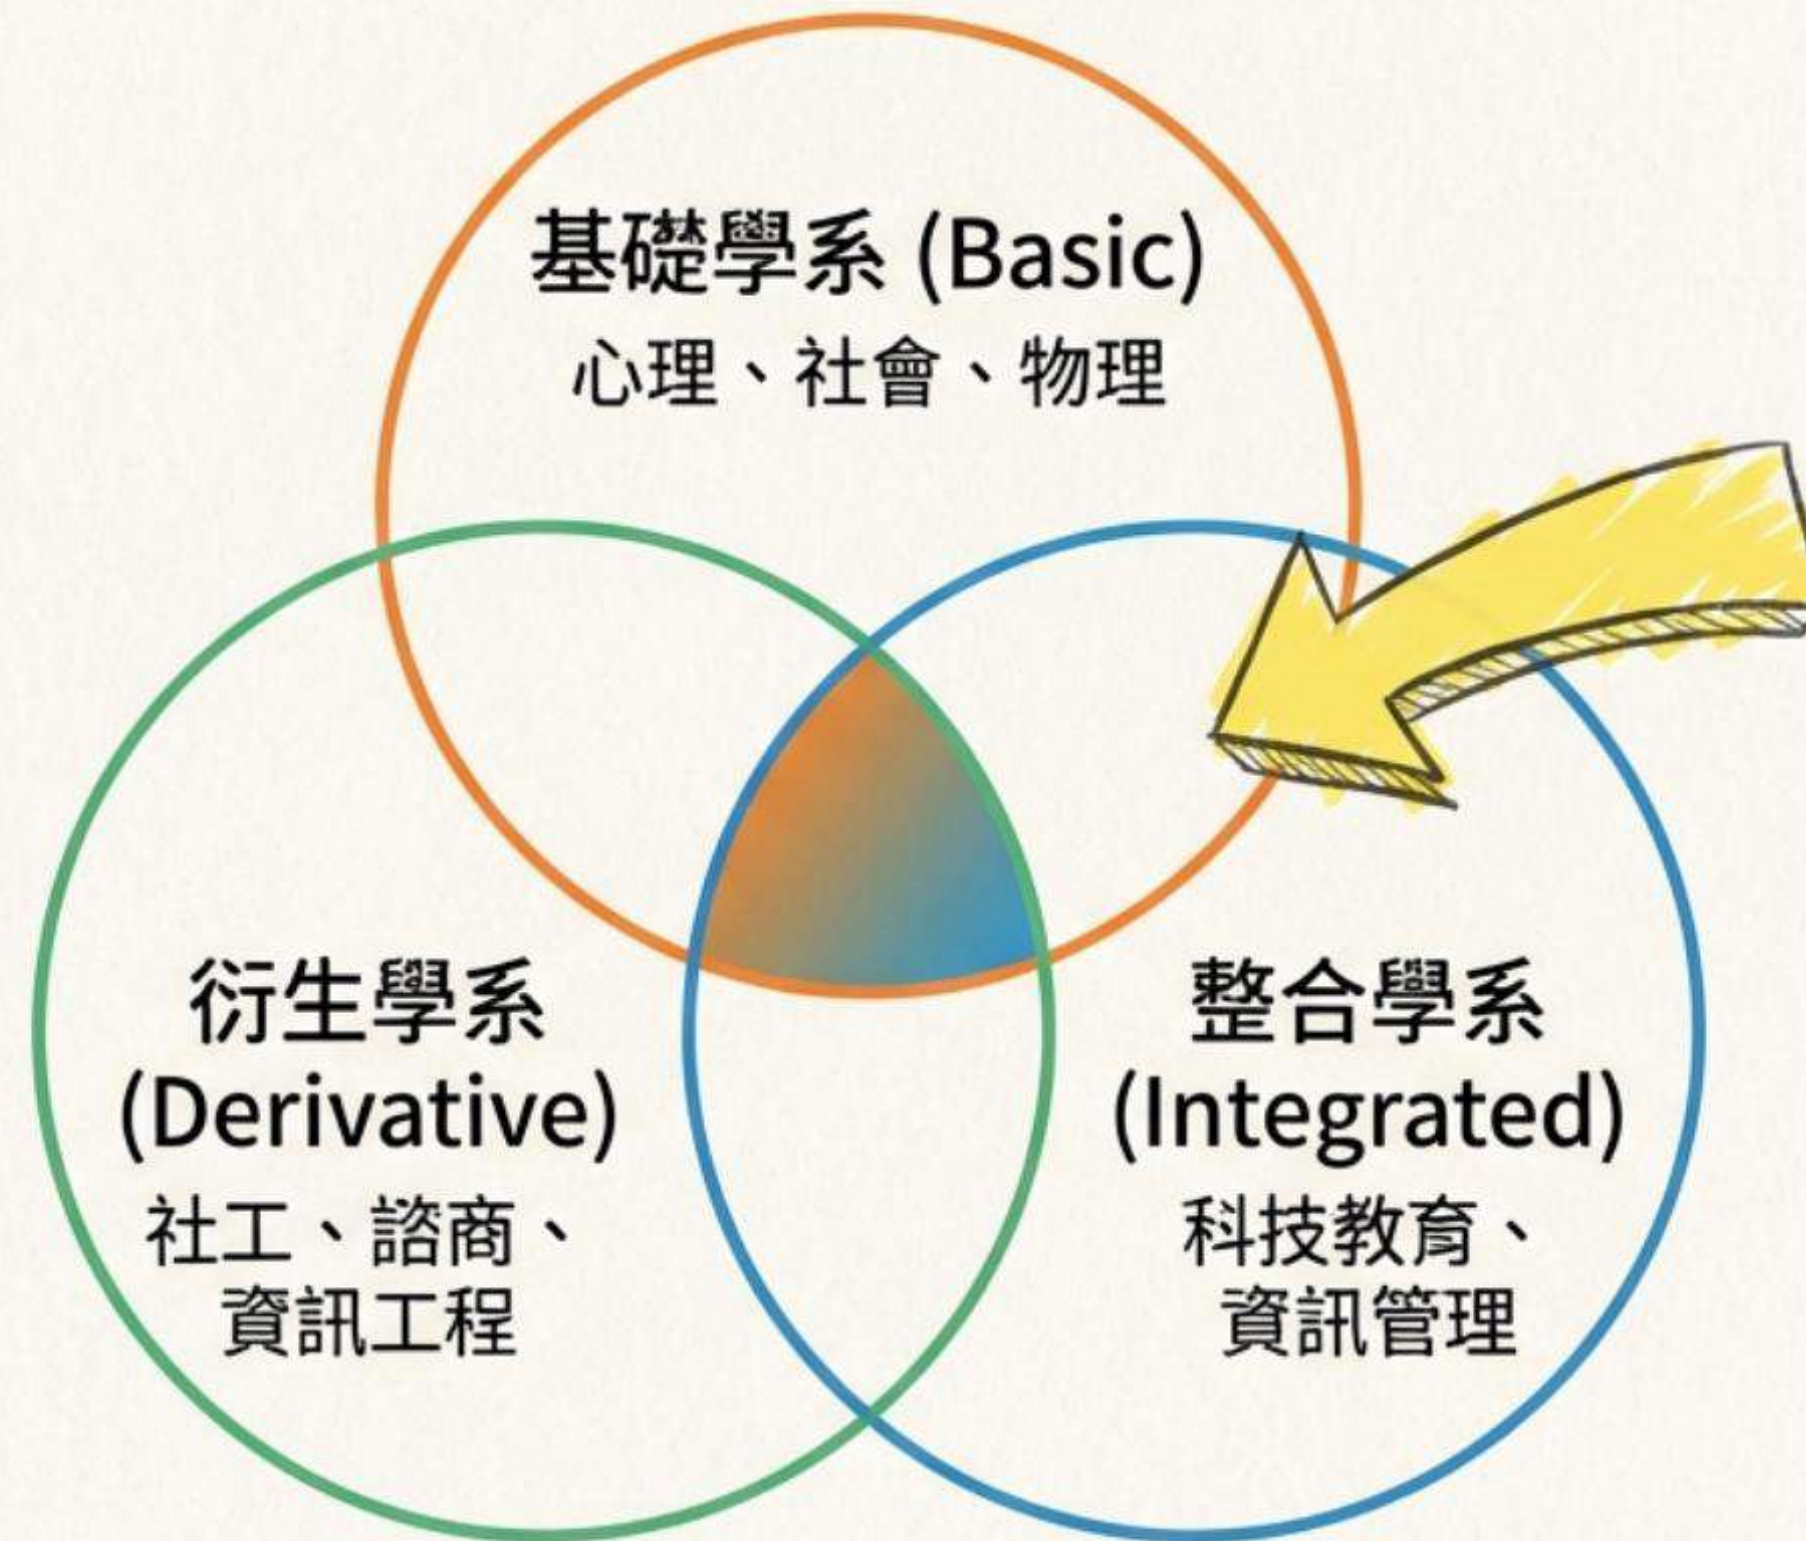 基礎學系 (Basic)
心理、社會、物理
衍生學系
(Derivative)
社工、諮商、
資訊工程
整合學系
(Integrated)
科技教育、
資訊管理